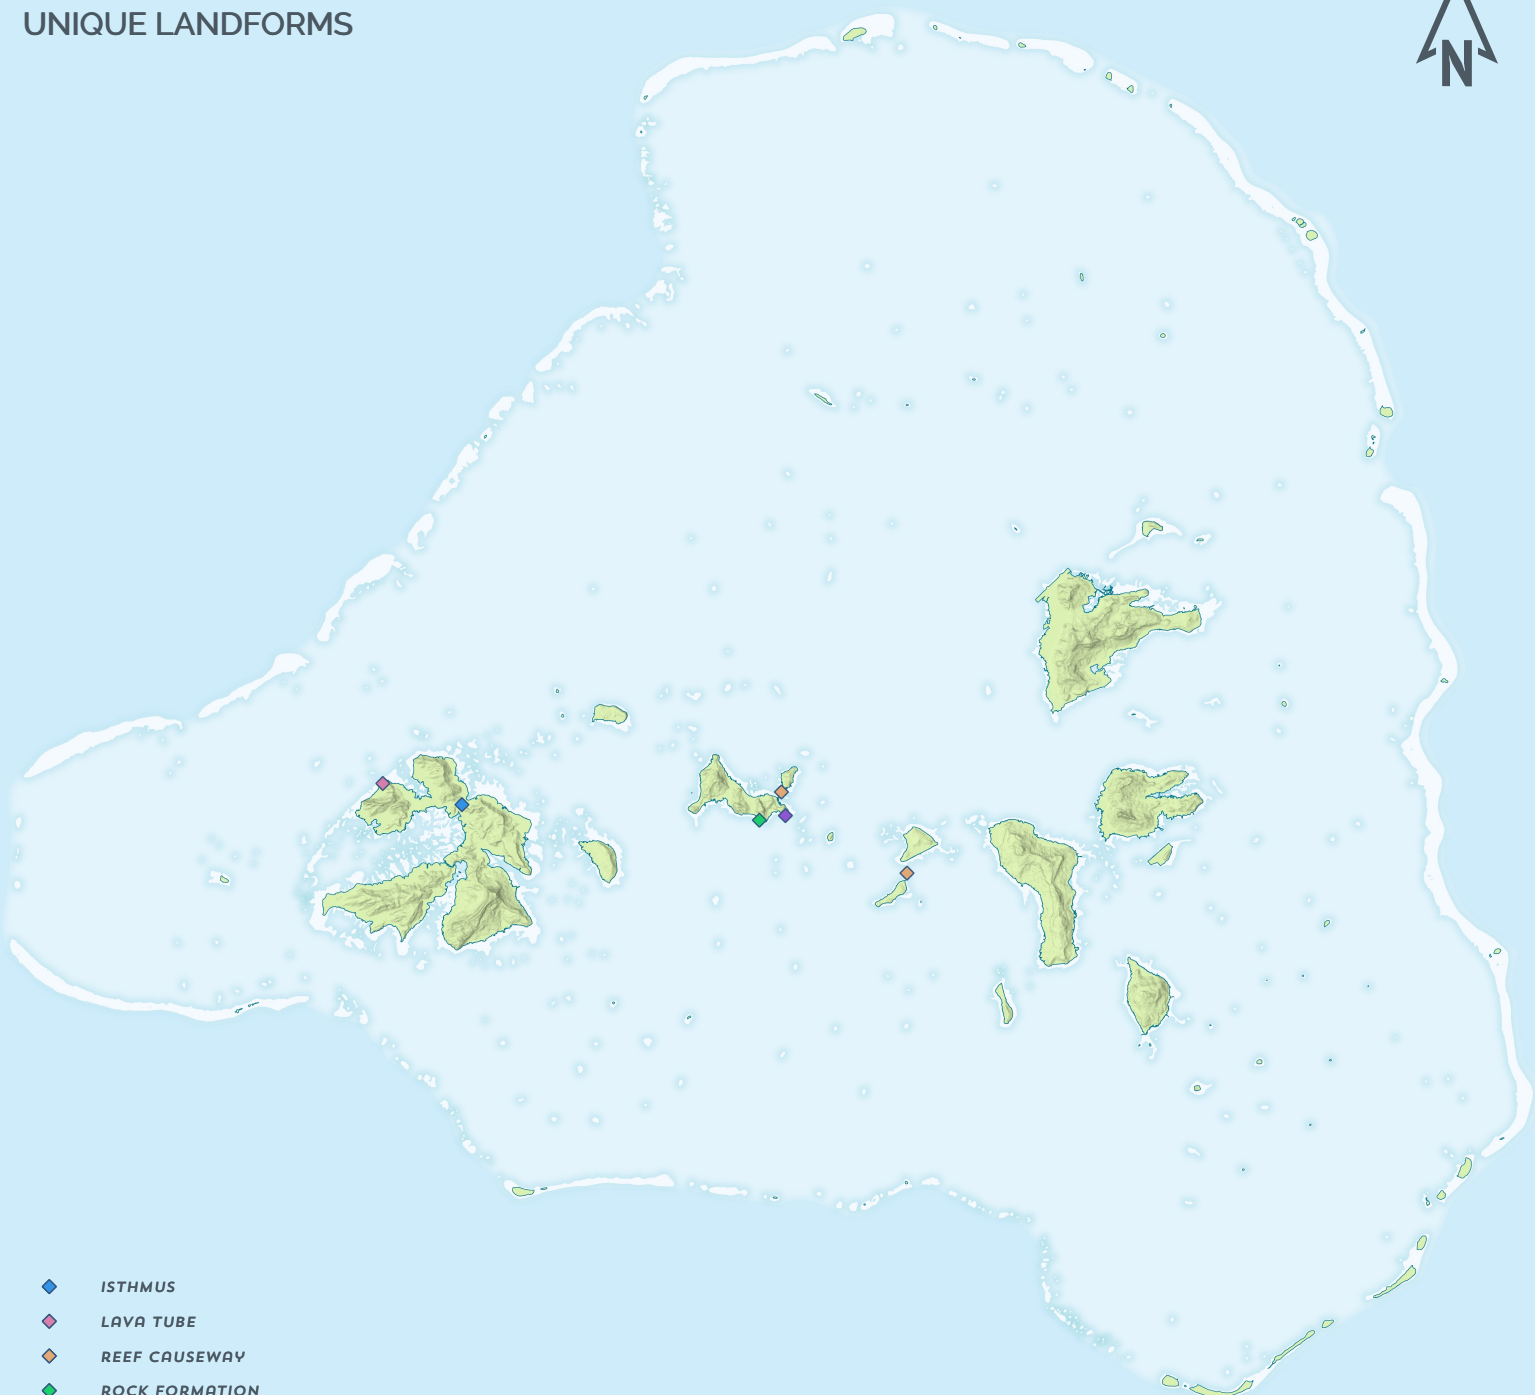 UNIQUE LANDFORMS
N
ISTHMUS
LAVA TUBE
REEF CAUSEWAY
ROCK FORMATION